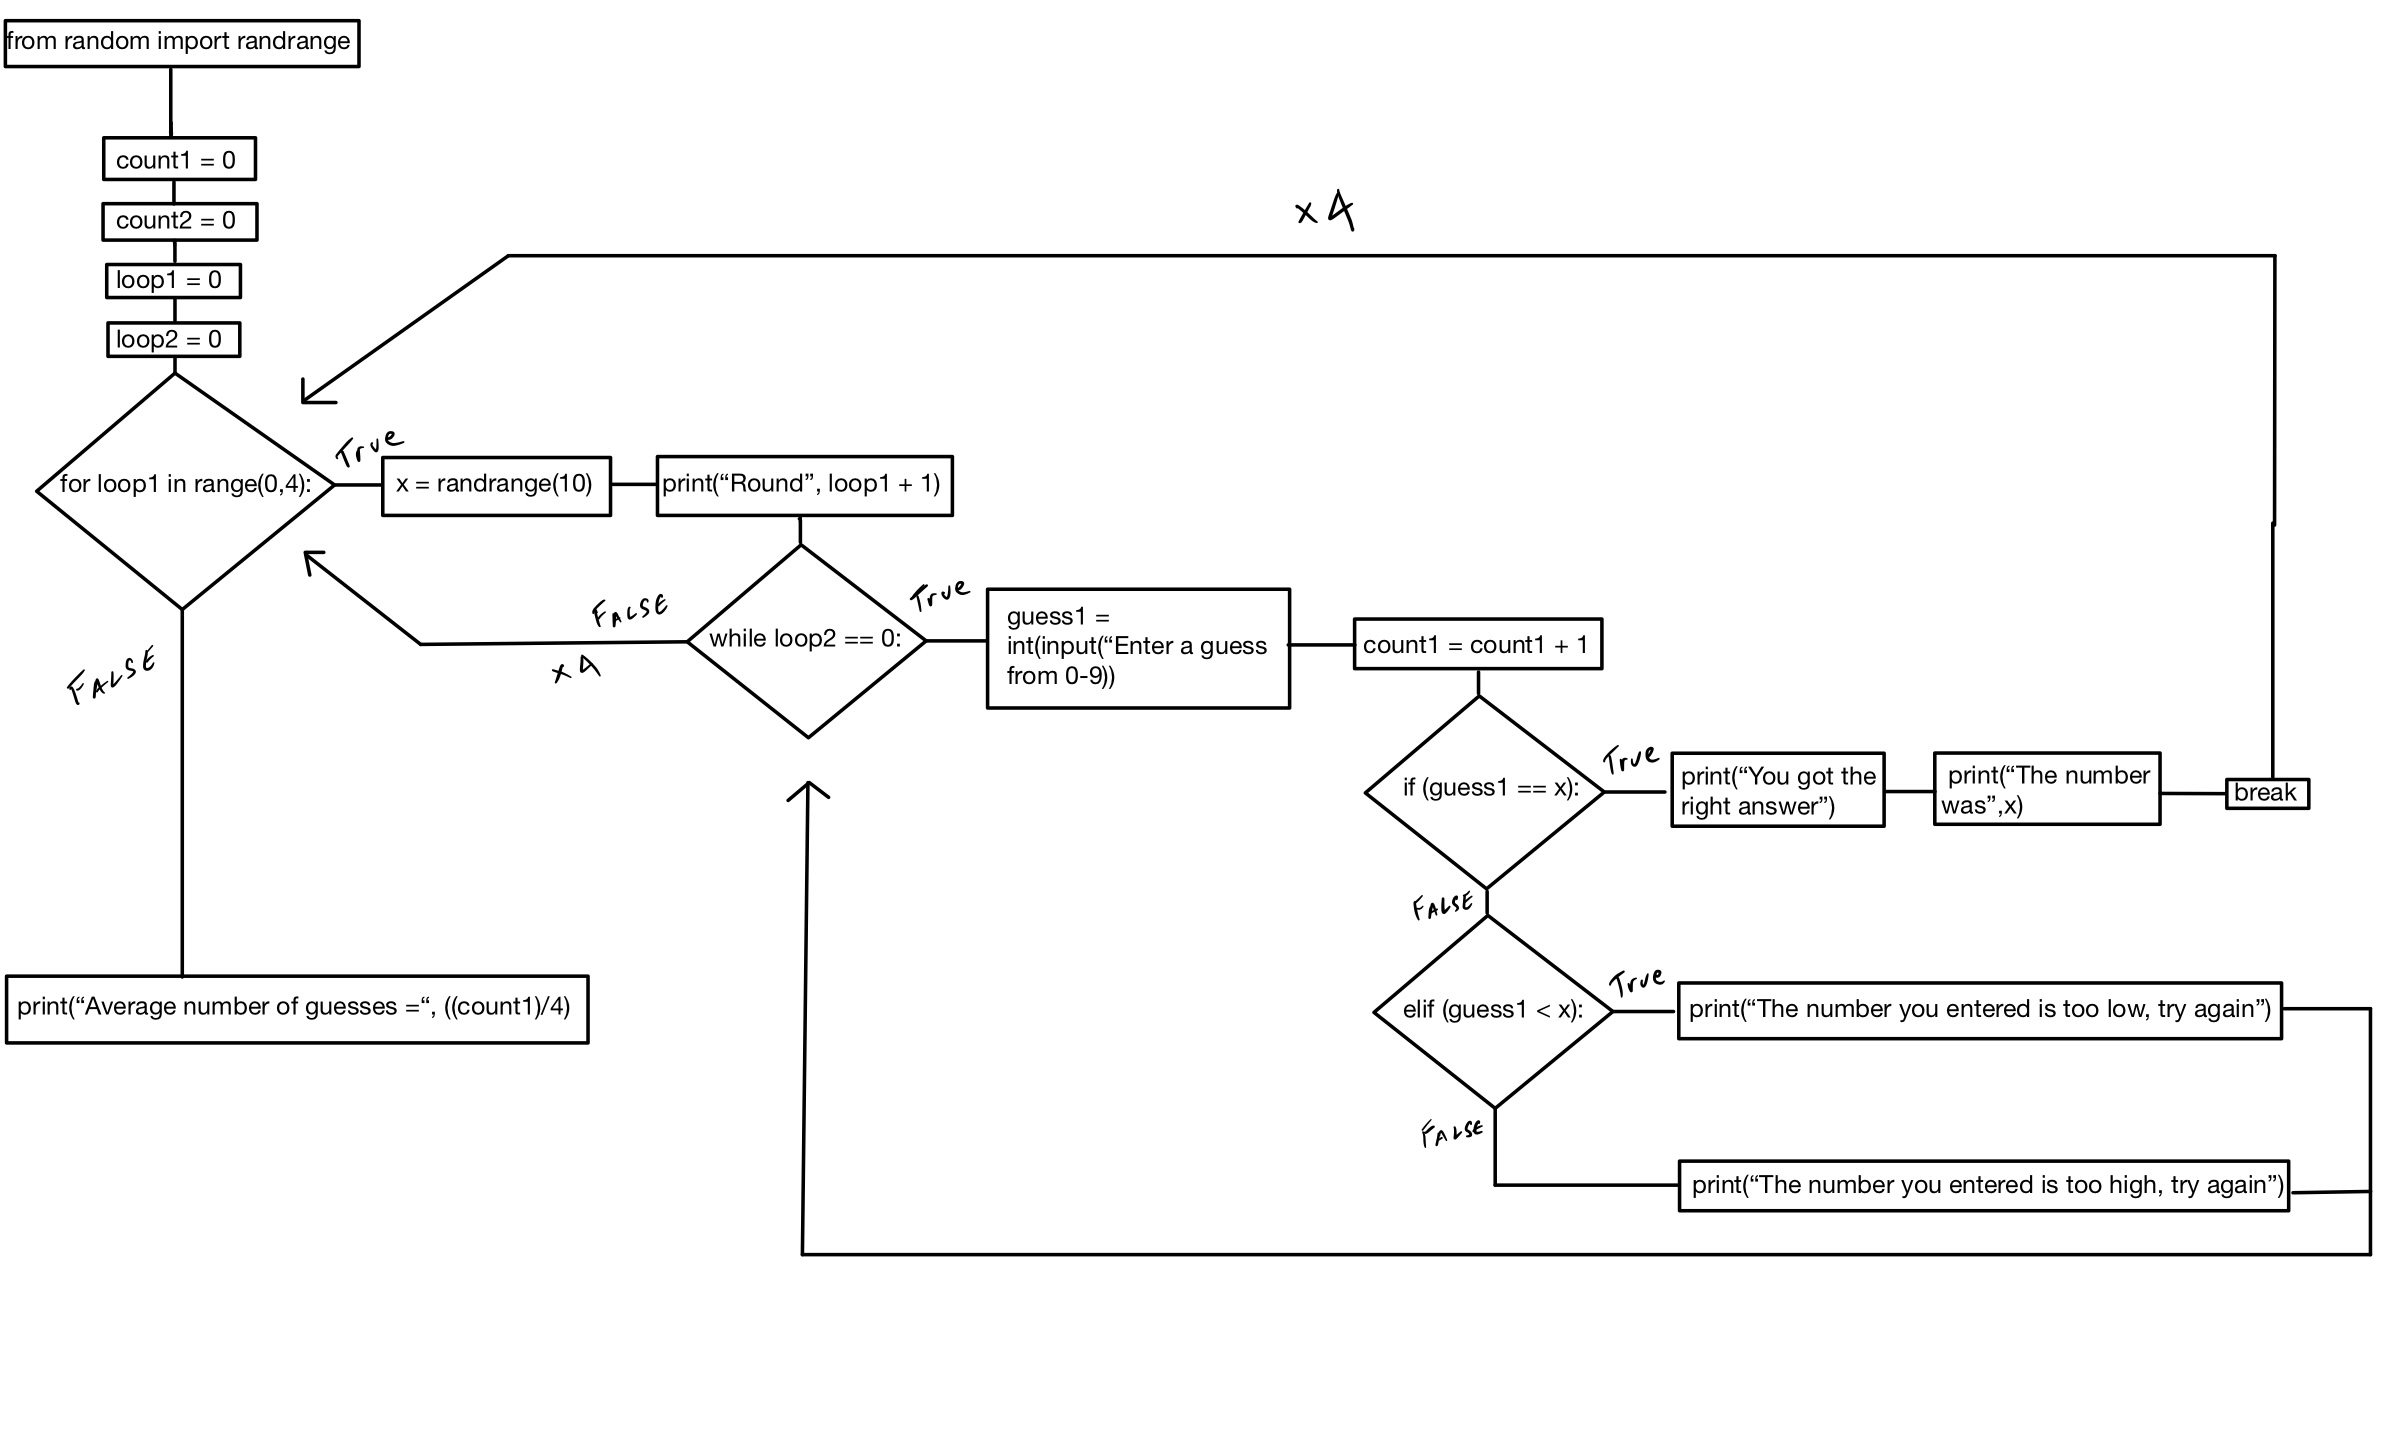 from random import randrange
count1 = 0
count2 = 0
loop1 = 0
loop2 = 0
x 4
for loop1 in range(0,4):
True
x = randrange(10)
print(“Round”, loop1 + 1)
FALSE
x 4
while loop2 == 0:
True
guess1 =
int(input(“Enter a guess
from 0-9))
count1 = count1 + 1
FALSE
if (guess1 == x):
True
print(“You got the
right answer”)
print(“The number
was”,x)
break
FALSE
elif (guess1 < x):
True
print(“The number you entered is too low, try again”)
print(“Average number of guesses =“, ((count1)/4)
FALSE
print(“The number you entered is too high, try again”)